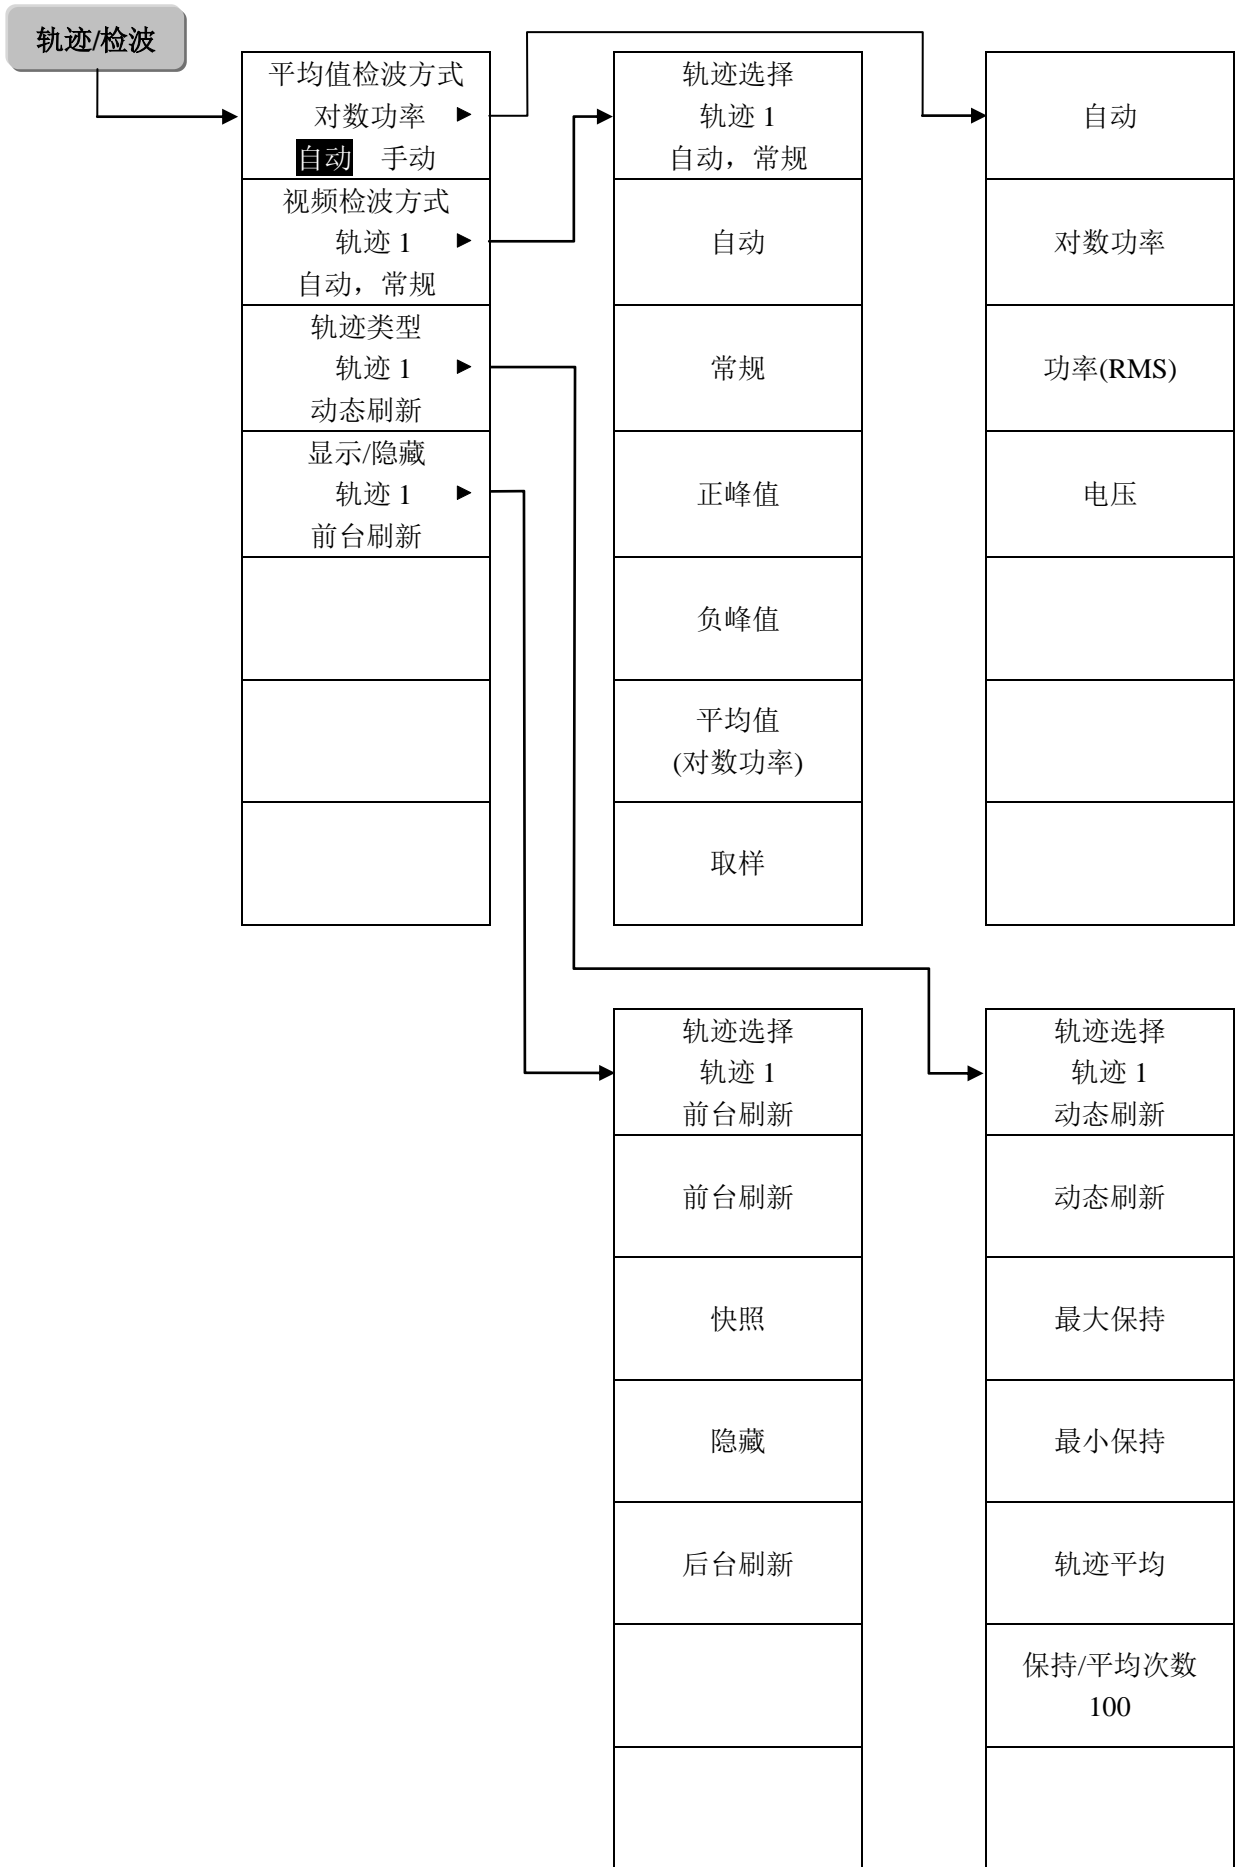 轨迹/检波
平均值检波方式
对数功率
自动 手动
视频检波方式
轨迹 1
自动，常规
轨迹类型
轨迹 1
动态刷新
显示/隐藏
轨迹 1
前台刷新
轨迹选择
轨迹 1
自动，常规
自动
常规
正峰值
负峰值
平均值
(对数功率)
取样
自动
对数功率
功率(RMS)
电压
轨迹选择
轨迹 1
前台刷新
前台刷新
快照
隐藏
后台刷新
轨迹选择
轨迹 1
动态刷新
动态刷新
最大保持
最小保持
轨迹平均
保持/平均次数
100